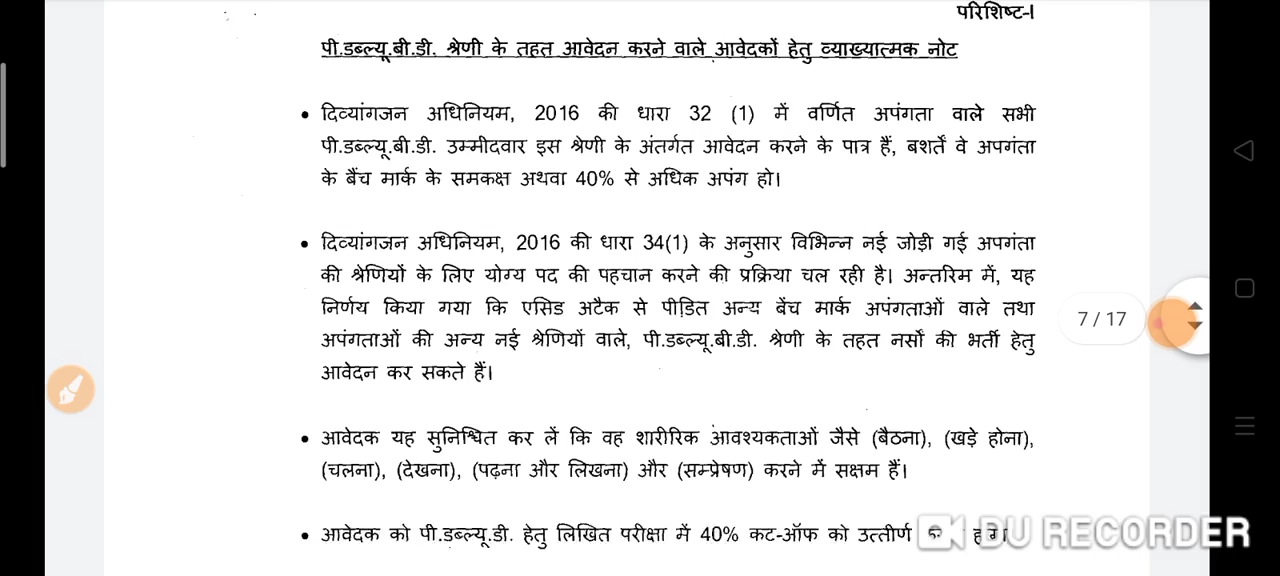 परिशिष्ट-I
पी.डब्ल्यू.बी.डी. श्रेणी के तहत आवेदन करने वाले आवेदकों हेतु व्याख्यात्मक नोट
• दिव्यांगजन अधिनियम, 2016 की धारा 32 (1) में वर्णित अपंगता वाले सभी
पी.डब्ल्यू.बी.डी. उम्मीदवार इस श्रेणी के अंतर्गत आवेदन करने के पात्र हैं, बशर्ते वे अपगंता
के बैंच मार्क के समकक्ष अथवा 40% से अधिक अपंग हो।
• दिव्यांगजन अधिनियम, 2016 की धारा 34(1) के अनुसार विभिन्न नई जोड़ी गई अपगंता
की श्रेणियों के लिए योग्य पद की पहचान करने की प्रक्रिया चल रही है। अन्तरिम में, यह
निर्णय किया गया कि एसिड अटैक से पीडि़त अन्य बेंच मार्क अपंगताओं वाले तथा
अपंगताओं की अन्य नई श्रेणियों वाले, पी.डब्ल्यू.बी.डी. श्रेणी के तहत नर्सों की भर्ती हेतु
आवेदन कर सकते हैं।
7 / 17
• आवेदक यह सुनिश्चित कर लें कि वह शारीरिक आवश्यकताओं जैसे (बैठना), (खड़े होना),
(चलना), (देखना), (पढ़ना और लिखना) और (सम्प्रेषण) करने में सक्षम हैं।
• आवेदक को पी.डब्ल्यू.डी. हेतु लिखित परीक्षा में 40% कट-ऑफ को उत्तीर्ण
DU RECORDER